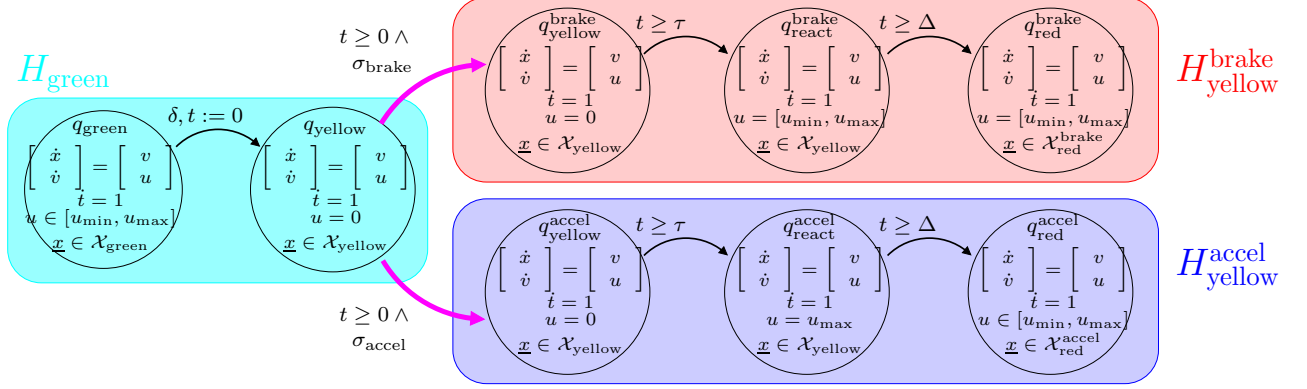 H_green
δ, t := 0
q_green
[ ẋ v̇ ] = [ v u ]
ṫ = 1
u ∈ [u_min, u_max]
x ∈ 𝒳_green
q_yellow
[ ẋ v̇ ] = [ v u ]
ṫ = 1
u = 0
x ∈ 𝒳_yellow
t ≥ 0 ∧
σ_brake
t ≥ 0 ∧
σ_accel
q_yellow^brake
[ ẋ v̇ ] = [ v u ]
ṫ = 1
u = 0
x ∈ 𝒳_yellow
t ≥ τ
q_react^brake
[ ẋ v̇ ] = [ v u ]
ṫ = 1
u = [u_min, u_max]
x ∈ 𝒳_yellow
t ≥ Δ
q_red^brake
[ ẋ v̇ ] = [ v u ]
ṫ = 1
u = [u_min, u_max]
x ∈ 𝒳_red^brake
H_yellow^brake
q_yellow^accel
[ ẋ v̇ ] = [ v u ]
ṫ = 1
u = 0
x ∈ 𝒳_yellow
t ≥ τ
q_react^accel
[ ẋ v̇ ] = [ v u ]
ṫ = 1
u = u_max
x ∈ 𝒳_yellow
t ≥ Δ
q_red^accel
[ ẋ v̇ ] = [ v u ]
ṫ = 1
u ∈ [u_min, u_max]
x ∈ 𝒳_red^accel
H_yellow^accel